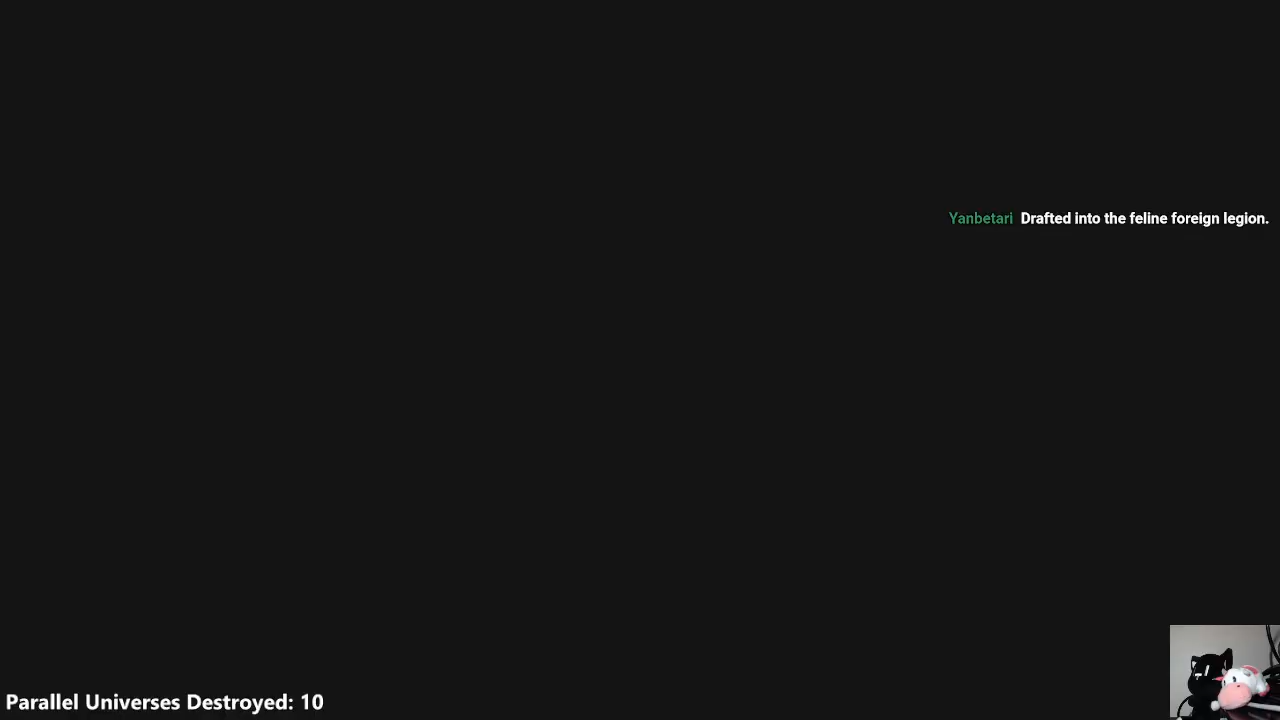 Yanbetari Drafted into the feline foreign legion.
Parallel Universes Destroyed: 10